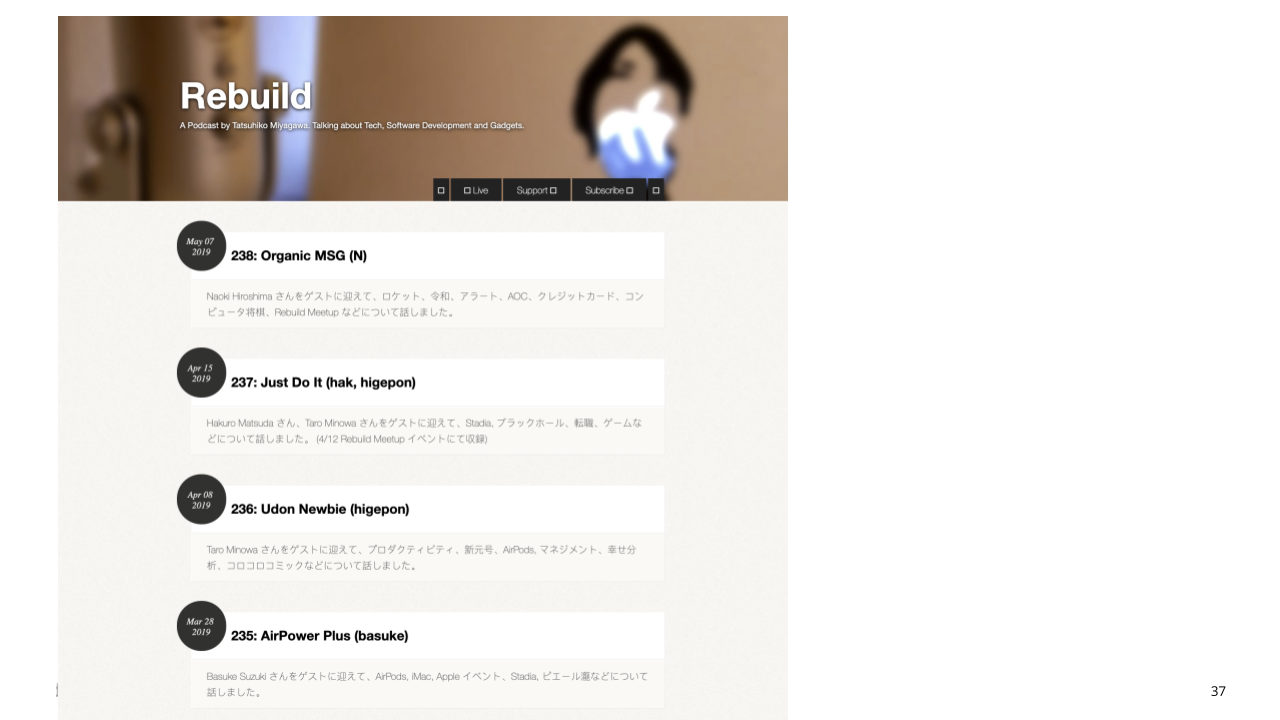 Rebuild
A Podcast by Tatsuhiko Miyagawa. Talking about Tech, Software Development and Gadgets.
Live
Support
Subscribe
May 07
2019
238: Organic MSG (N)
Naoki Hiroshima さんをゲストに迎えて、ロケット、令和、アラート、AOC、クレジットカード、コン
ピュータ将棋、Rebuild Meetup などについて話しました。
Apr 15
2019
237: Just Do It (hak, higepon)
Hakuro Matsuda さん、Taro Minowa さんをゲストに迎えて、Stadia, ブラックホール、転職、ゲームな
どについて話しました。 (4/12 Rebuild Meetup イベントにて収録)
Apr 08
2019
236: Udon Newbie (higepon)
Taro Minowa さんをゲストに迎えて、プロダクティビティ、新元号、AirPods, マネジメント、幸せ分
析、コロコロコミックなどについて話しました。
Mar 28
2019
235: AirPower Plus (basuke)
Basuke Suzuki さんをゲストに迎えて、AirPods, iMac, Apple イベント、Stadia, ピエール瀧などについて
話しました。
37